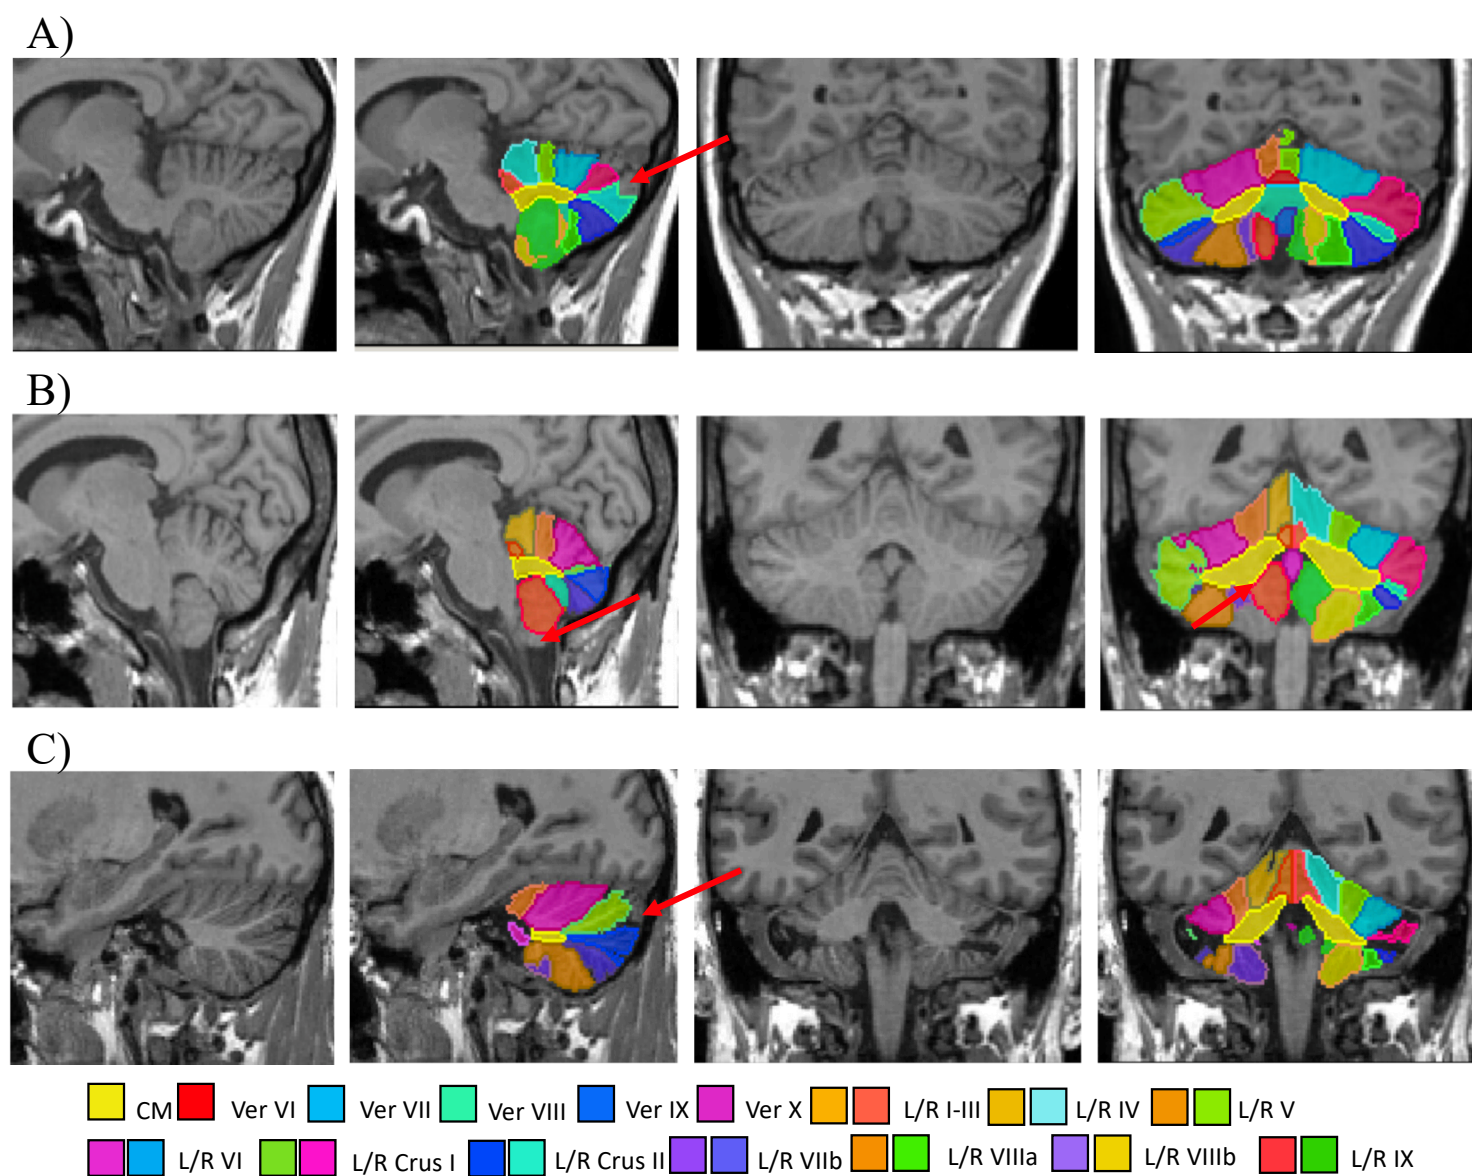 A)
B)
C)
CM Ver VI Ver VII Ver VIII Ver IX Ver X L/R I-III L/R IV L/R V
L/R VI L/R Crus I L/R Crus II L/R VIIb L/R VIIIa L/R VIIIb L/R IX